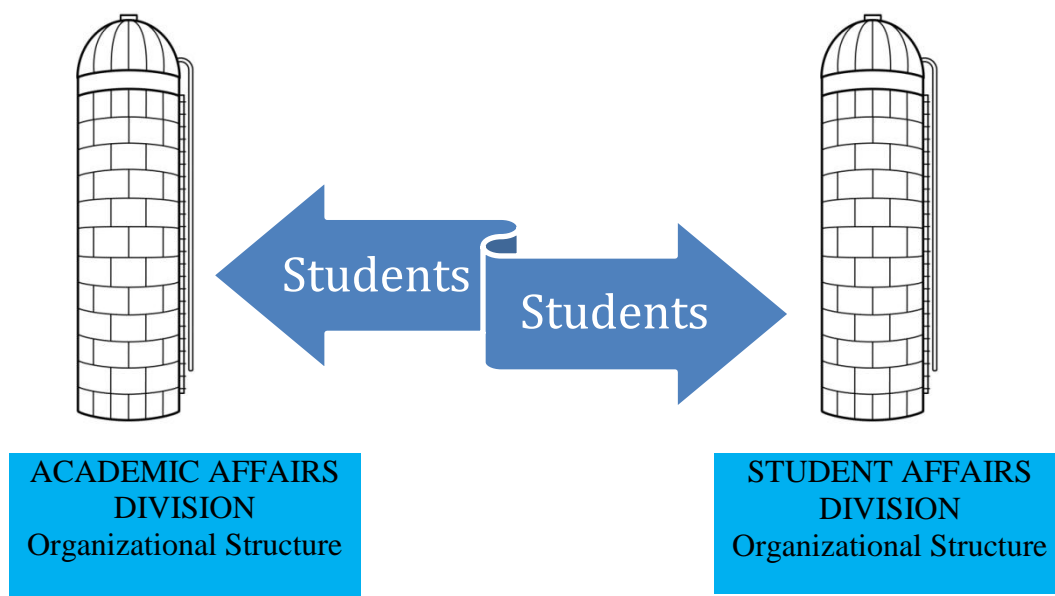 Students
Students
ACADEMIC AFFAIRS
DIVISION
Organizational Structure
STUDENT AFFAIRS
DIVISION
Organizational Structure